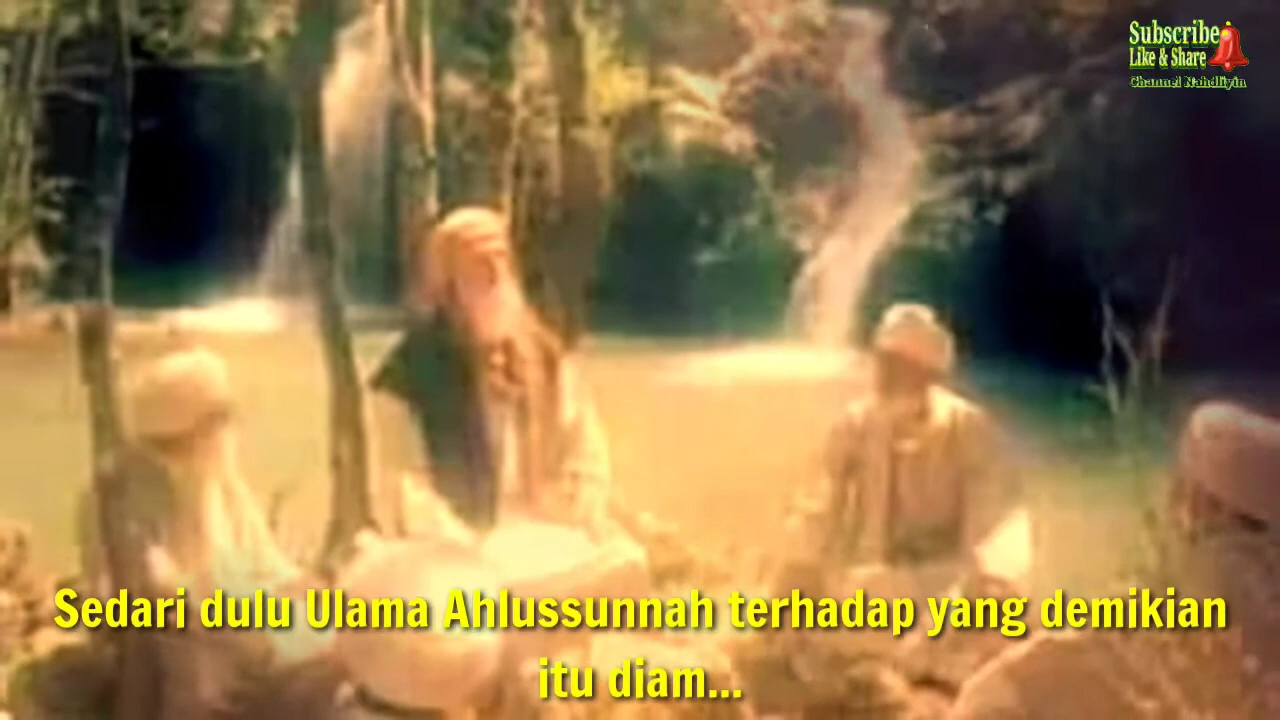 Subscribe
Like & Share
Channel Nahdliyin
Sedari dulu Ulama Ahlussunnah terhadap yang demikian
itu diam...